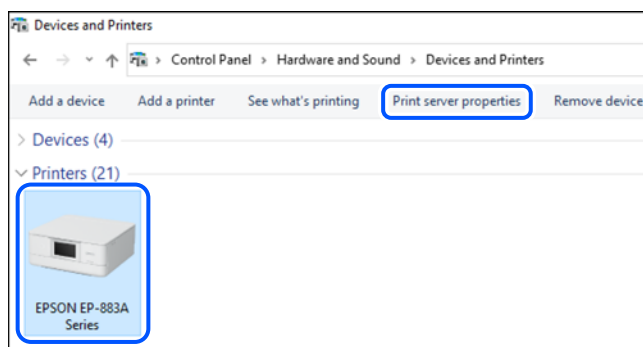 Devices and Printers
Control Panel > Hardware and Sound > Devices and Printers
Add a device Add a printer See what's printing Print server properties Remove device
Devices (4)
Printers (21)
EPSON EP-883A
Series